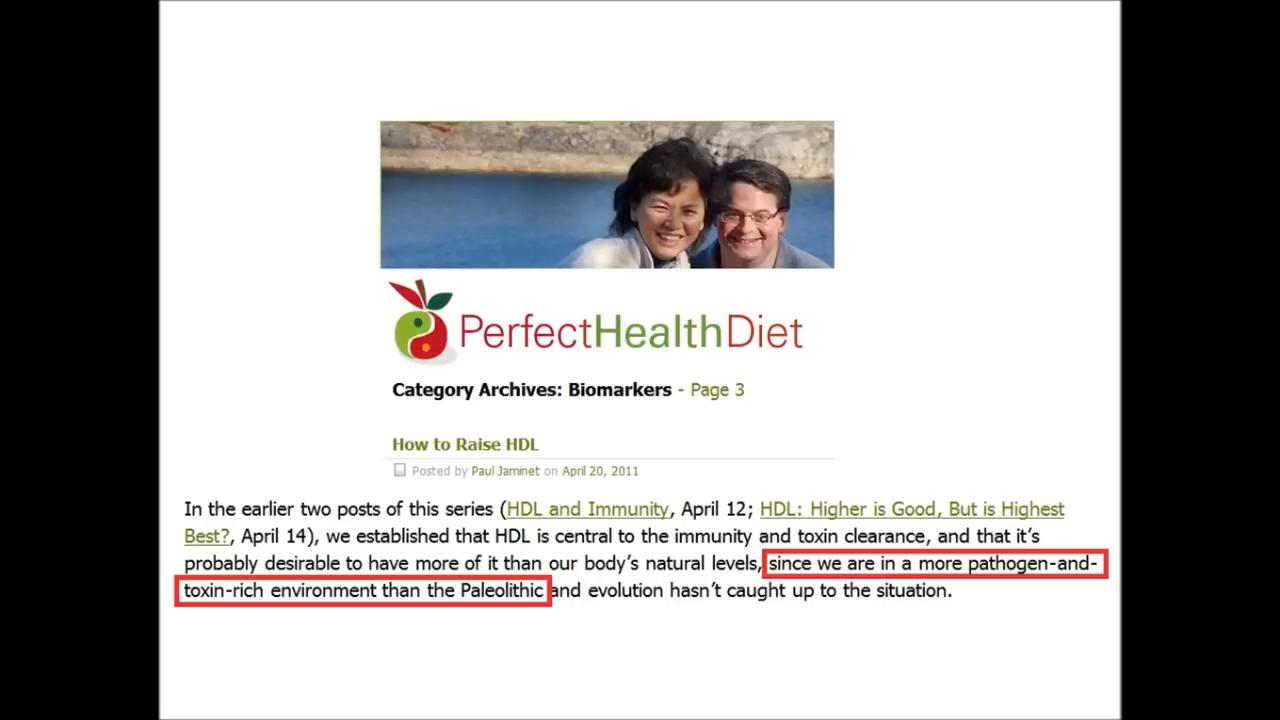 PerfectHealthDiet
Category Archives: Biomarkers - Page 3
How to Raise HDL
Posted by Paul Jaminet on April 20, 2011
In the earlier two posts of this series (HDL and Immunity, April 12; HDL: Higher is Good, But is Highest
Best?, April 14), we established that HDL is central to the immunity and toxin clearance, and that it’s
probably desirable to have more of it than our body’s natural levels, since we are in a more pathogen-and-
toxin-rich environment than the Paleolithic and evolution hasn’t caught up to the situation.